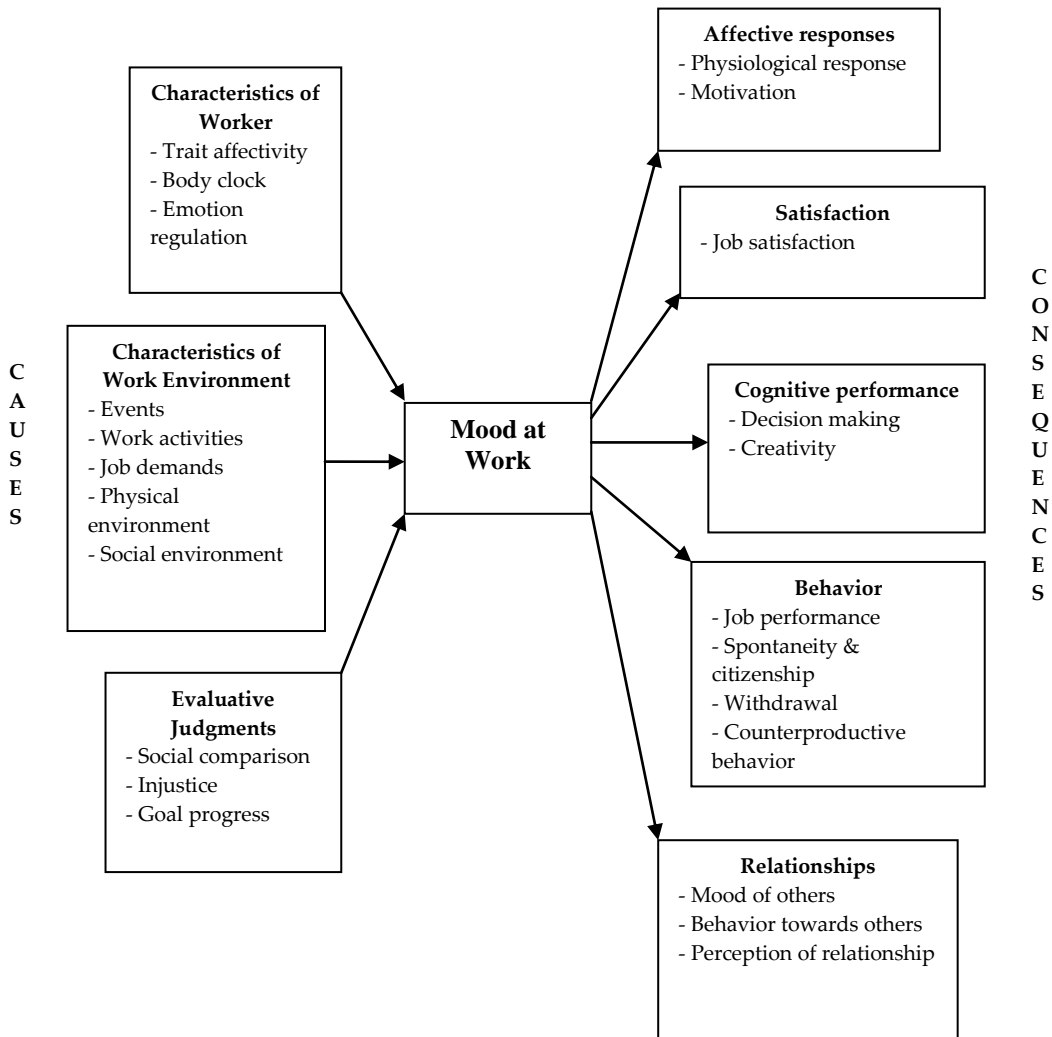 CAUSES
Characteristics of
Worker
- Trait affectivity
- Body clock
- Emotion
regulation
Characteristics of
Work Environment
- Events
- Work activities
- Job demands
- Physical
environment
- Social environment
Evaluative
Judgments
- Social comparison
- Injustice
- Goal progress
Mood at
Work
Affective responses
- Physiological response
- Motivation
Satisfaction
- Job satisfaction
Cognitive performance
- Decision making
- Creativity
Behavior
- Job performance
- Spontaneity &
citizenship
- Withdrawal
- Counterproductive
behavior
Relationships
- Mood of others
- Behavior towards others
- Perception of relationship
CONSEQUENCES